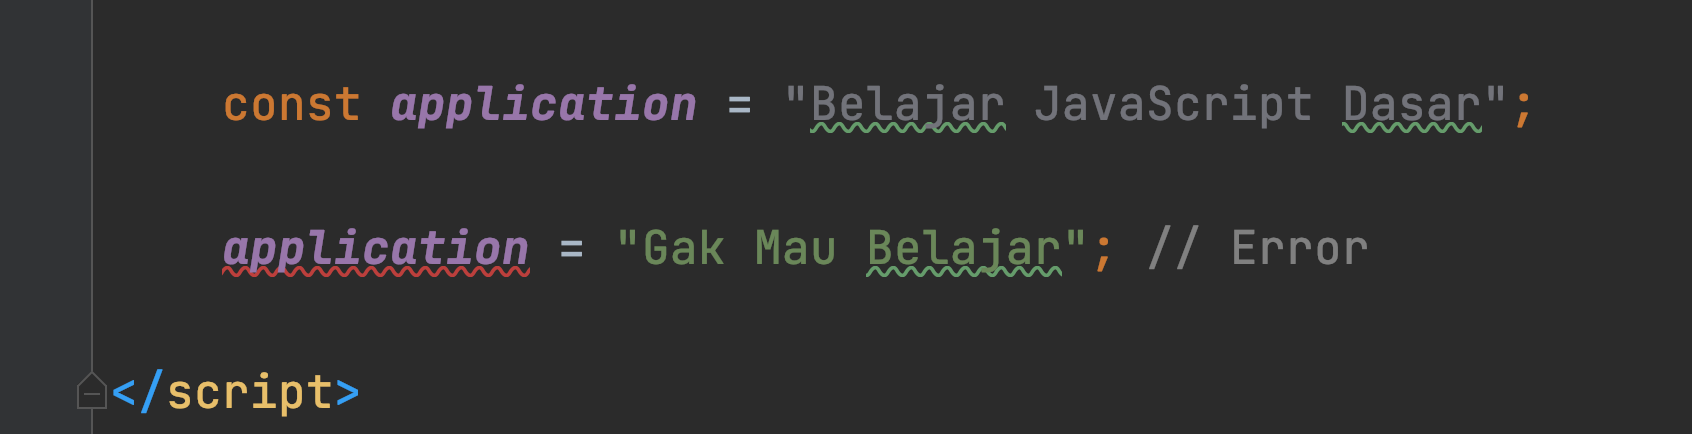 const application = "Belajar JavaScript Dasar";
application = "Gak Mau Belajar"; // Error
</script>